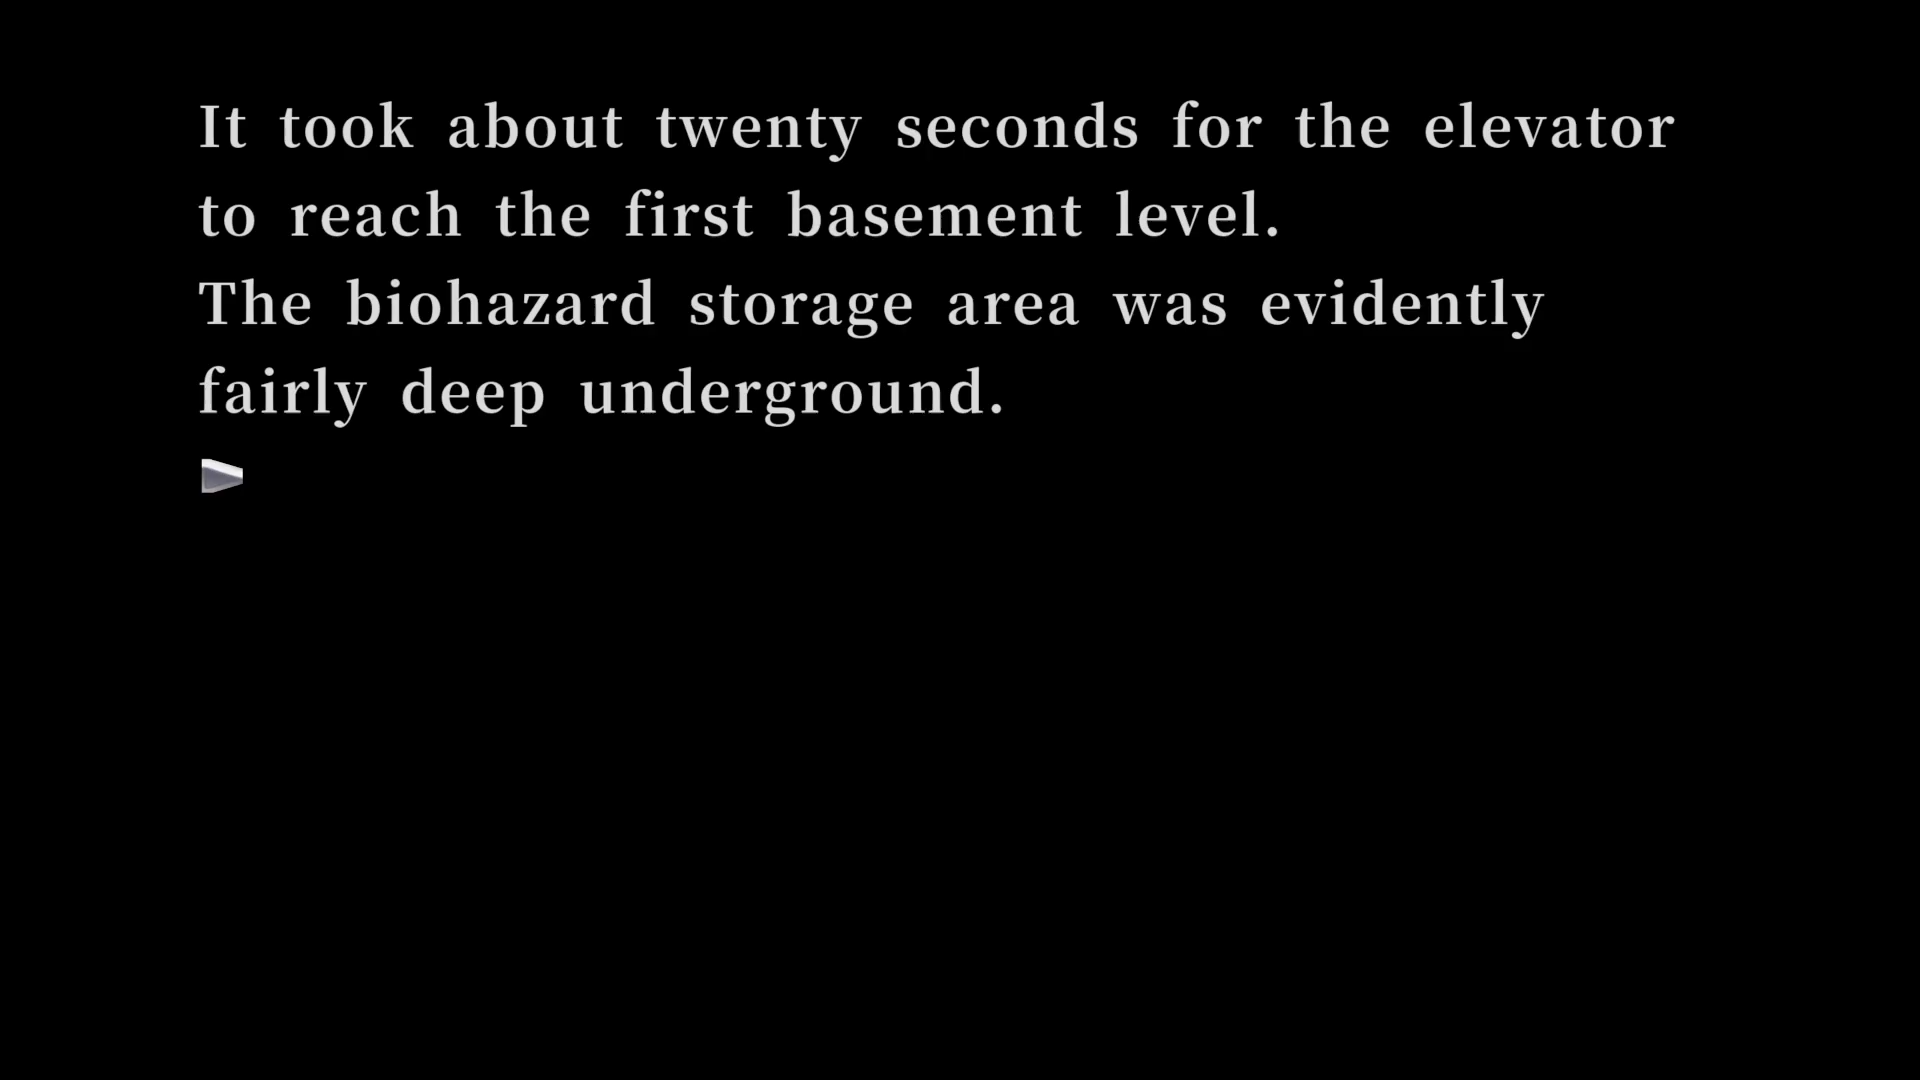 It took about twenty seconds for the elevator
to reach the first basement level.
The biohazard storage area was evidently
fairly deep underground.